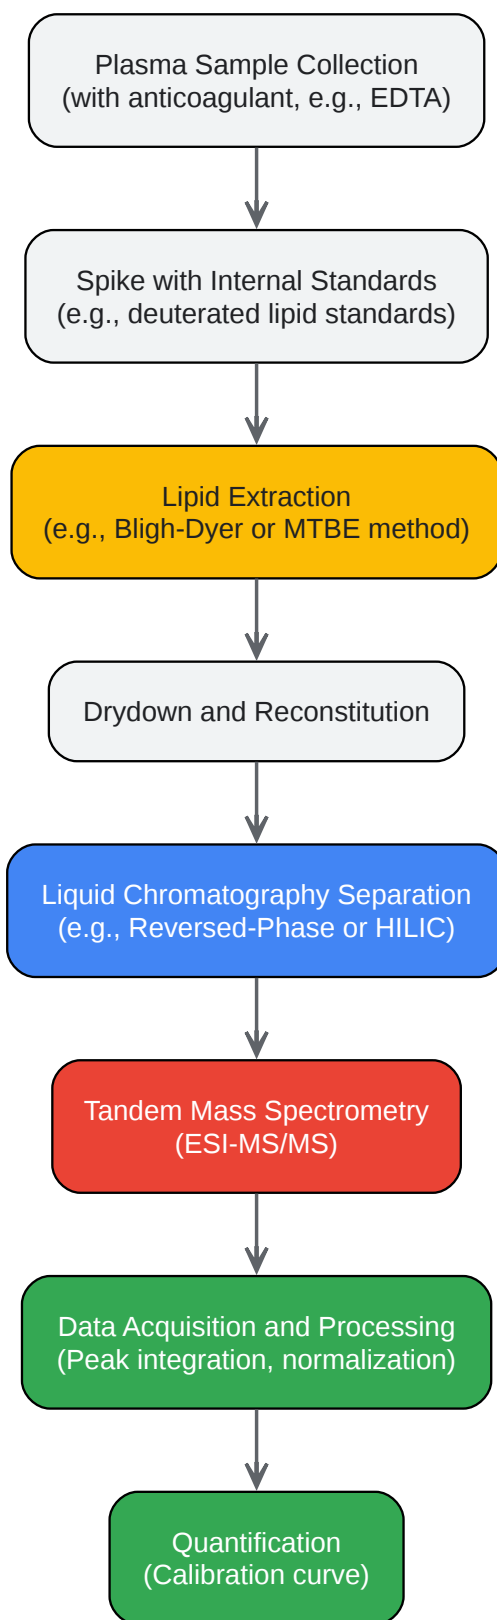 Plasma Sample Collection
(with anticoagulant, e.g., EDTA)
Spike with Internal Standards
(e.g., deuterated lipid standards)
Lipid Extraction
(e.g., Bligh-Dyer or MTBE method)
Drydown and Reconstitution
Liquid Chromatography Separation
(e.g., Reversed-Phase or HILIC)
Tandem Mass Spectrometry
(ESI-MS/MS)
Data Acquisition and Processing
(Peak integration, normalization)
Quantification
(Calibration curve)